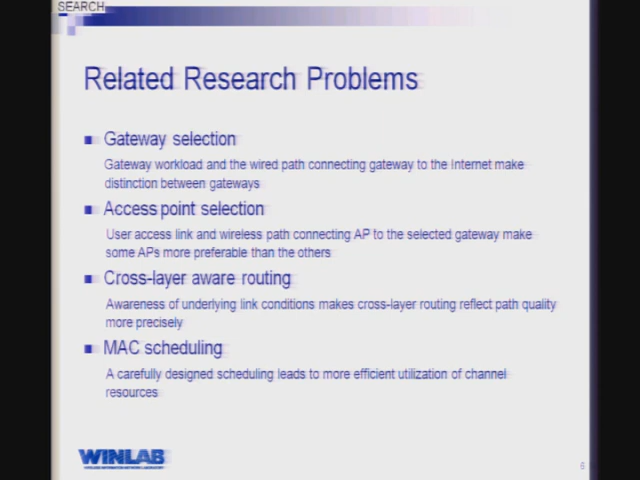 SEARCH
Related Research Problems
Gateway selection
Gateway workload and the wired path connecting gateway to the Internet make
distinction between gateways
Access point selection
User access link and wireless path connecting AP to the selected gateway make
some APs more preferable than the others
Cross-layer aware routing
Awareness of underlying link conditions makes cross-layer routing reflect path quality
more precisely
MAC scheduling
A carefully designed scheduling leads to more efficient utilization of channel
resources
WINLAB
6